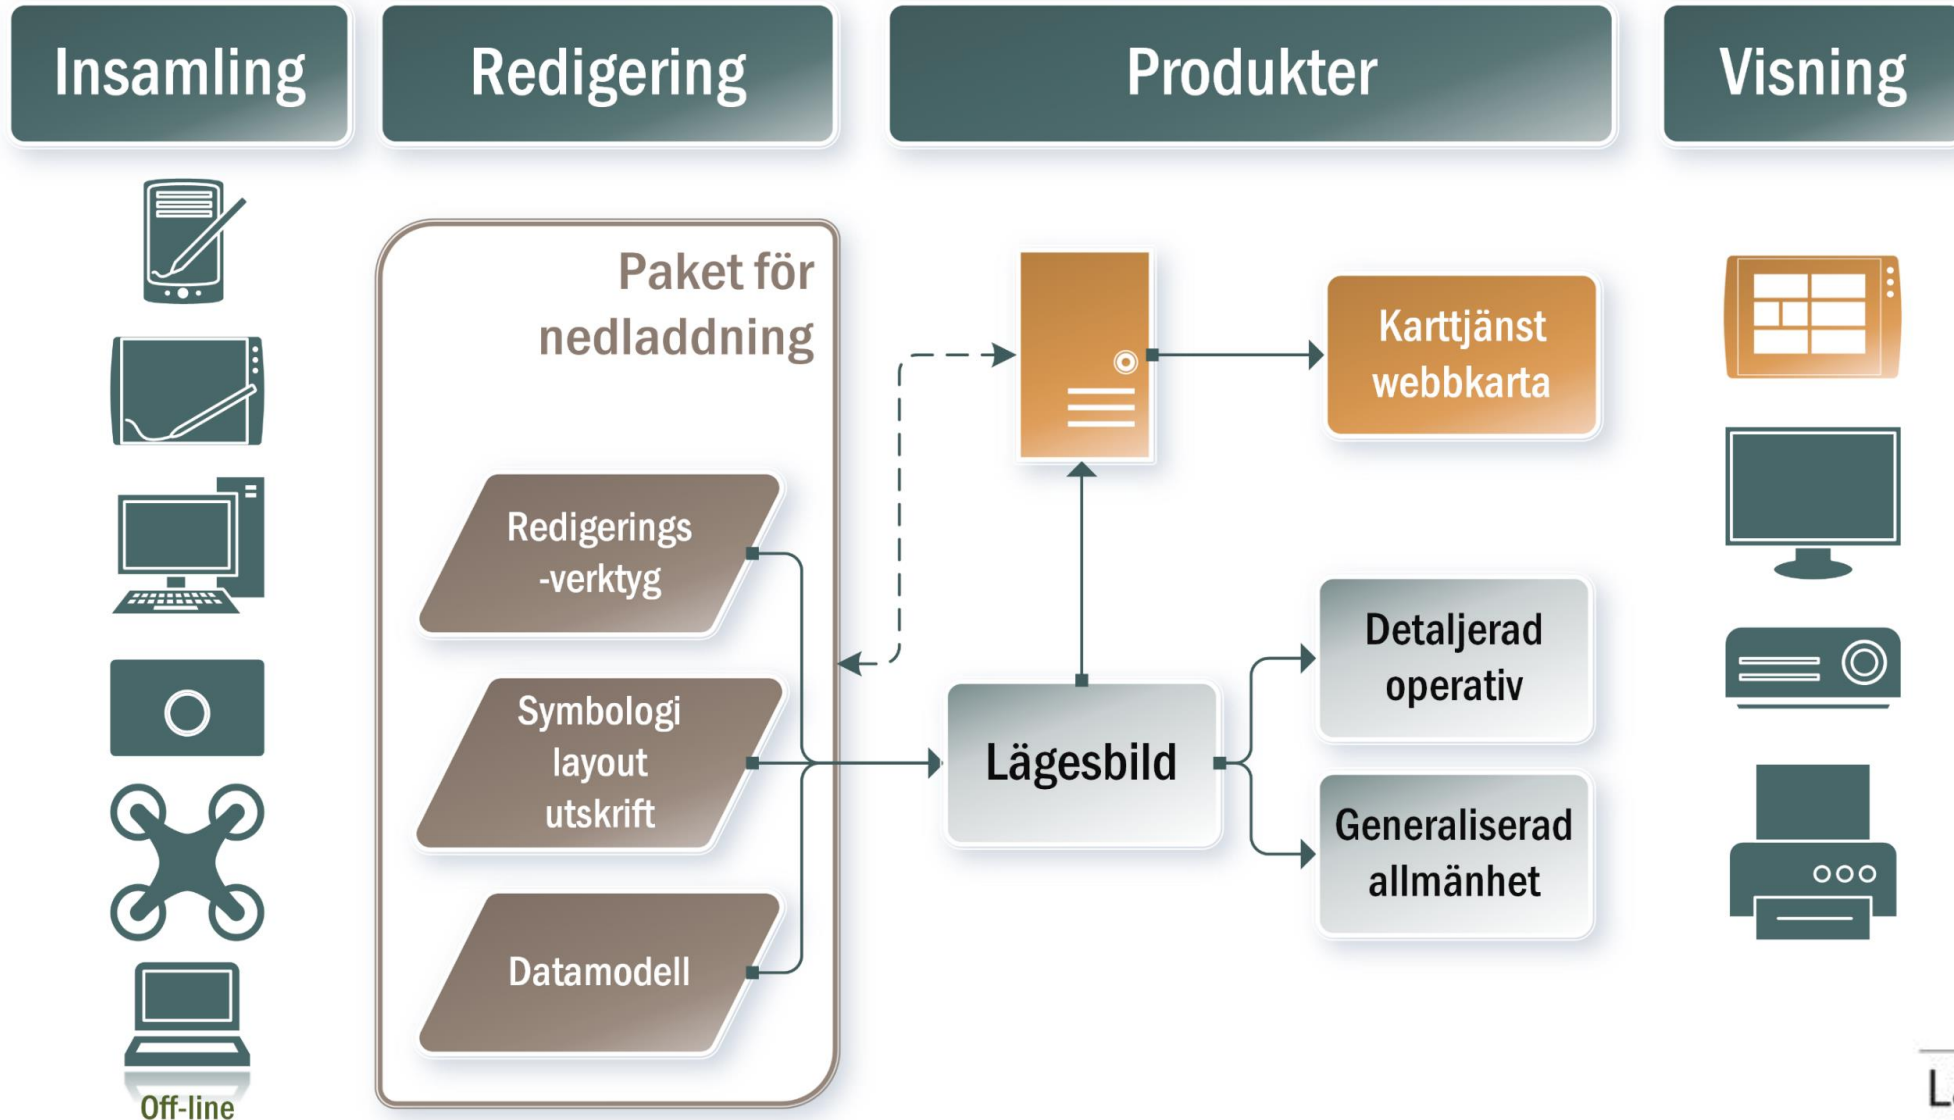 Insamling
Redigering
Produkter
Visning
Paket för
nedladdning
Redigerings
-verktyg
Symbologi
layout
utskrift
Datamodell
Karttjänst
webbkarta
Lägesbild
Detaljerad
operativ
Generaliserad
allmänhet
Off-line